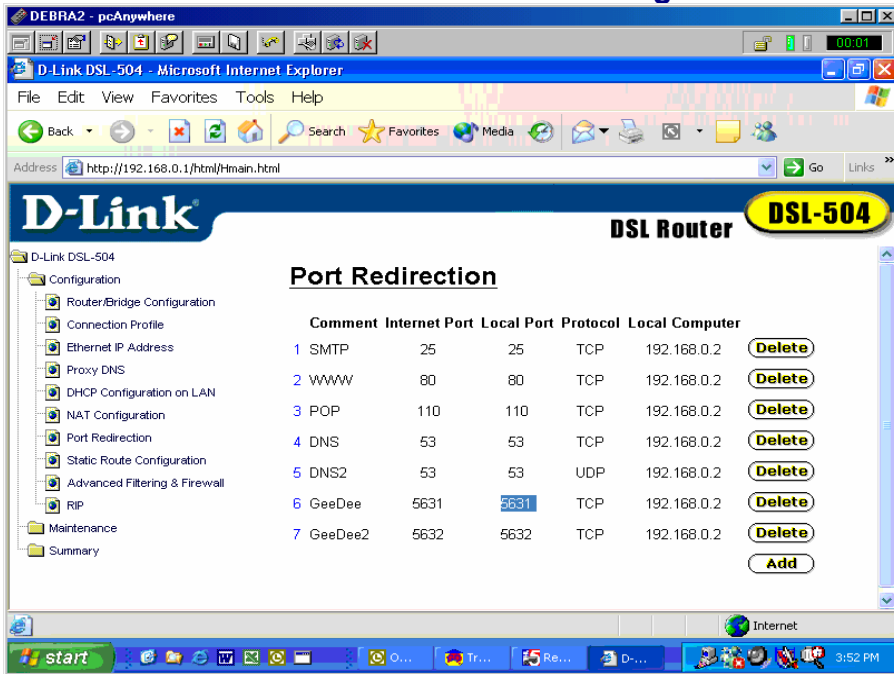 DEBRA2 - pcAnywhere
00:01
D-Link DSL-504 - Microsoft Internet Explorer
File Edit View Favorites Tools Help
Back Search Favorites Media
Address http://192.168.0.1/html/Hmain.html Go Links »
D-Link
DSL Router DSL-504
D-Link DSL-504
Configuration
Router/Bridge Configuration
Connection Profile
Ethernet IP Address
Proxy DNS
DHCP Configuration on LAN
NAT Configuration
Port Redirection
Static Route Configuration
Advanced Filtering & Firewall
RIP
Maintenance
Summary
Port Redirection
Comment Internet Port Local Port Protocol Local Computer
1 SMTP 25 25 TCP 192.168.0.2 Delete
2 WWW 80 80 TCP 192.168.0.2 Delete
3 POP 110 110 TCP 192.168.0.2 Delete
4 DNS 53 53 TCP 192.168.0.2 Delete
5 DNS2 53 53 UDP 192.168.0.2 Delete
6 GeeDee 5631 5631 TCP 192.168.0.2 Delete
7 GeeDee2 5632 5632 TCP 192.168.0.2 Delete
Add
Internet
start O... Tr... Re... D-... 3:52 PM